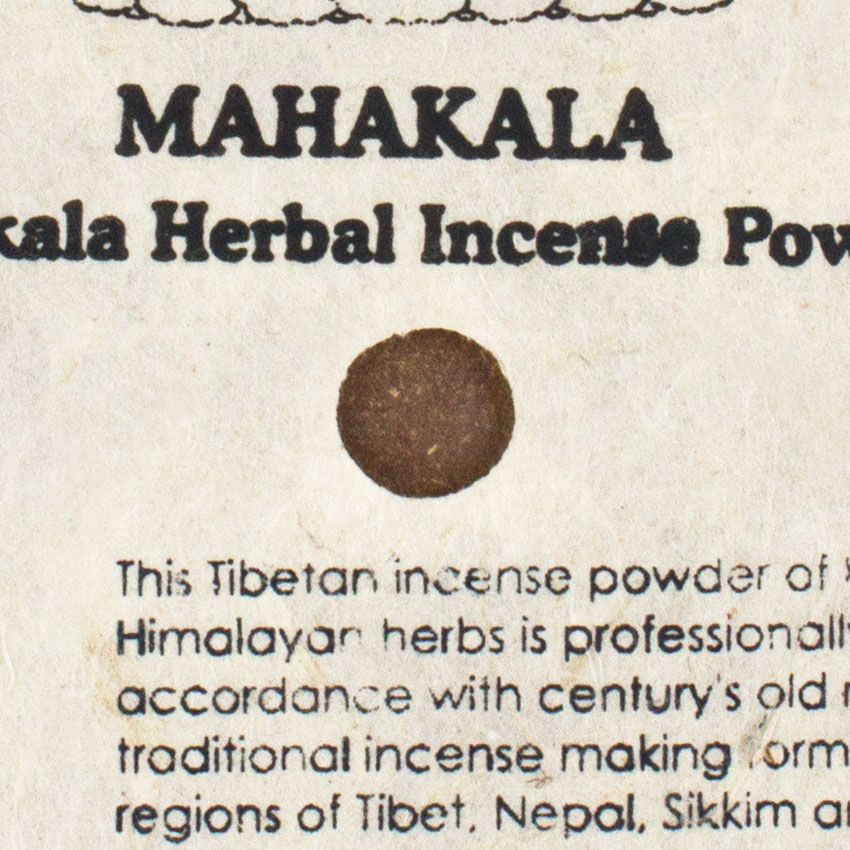 MAHAKALA
kala Herbal Incense Pow
This Tibetan incense powder of
Himalayan herbs is professionally
accordance with century's old
traditional incense making
regions of Tibet, Nepal, Sikkim